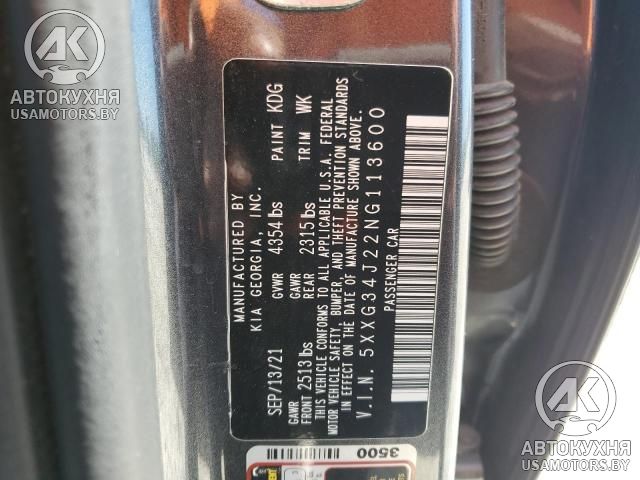 MANUFACTURED BY
KIA GEORGIA, INC.
SEP/13/21 GVWR 4354 lbs PAINT KDG
GAWR FRONT 2513 lbs GAWR REAR 2315 lbs TRIM WK
THIS VEHICLE CONFORMS TO ALL APPLICABLE U.S.A. FEDERAL
MOTOR VEHICLE SAFETY, BUMPER, AND THEFT PREVENTION STANDARDS
IN EFFECT ON THE DATE OF MANUFACTURE SHOWN ABOVE.
V.I.N. 5XXG34J22NG113600
PASSENGER CAR
3500
АК
АВТОКУХНЯ
USAMOTORS.BY
АК
АВТОКУХНЯ
USAMOTORS.BY